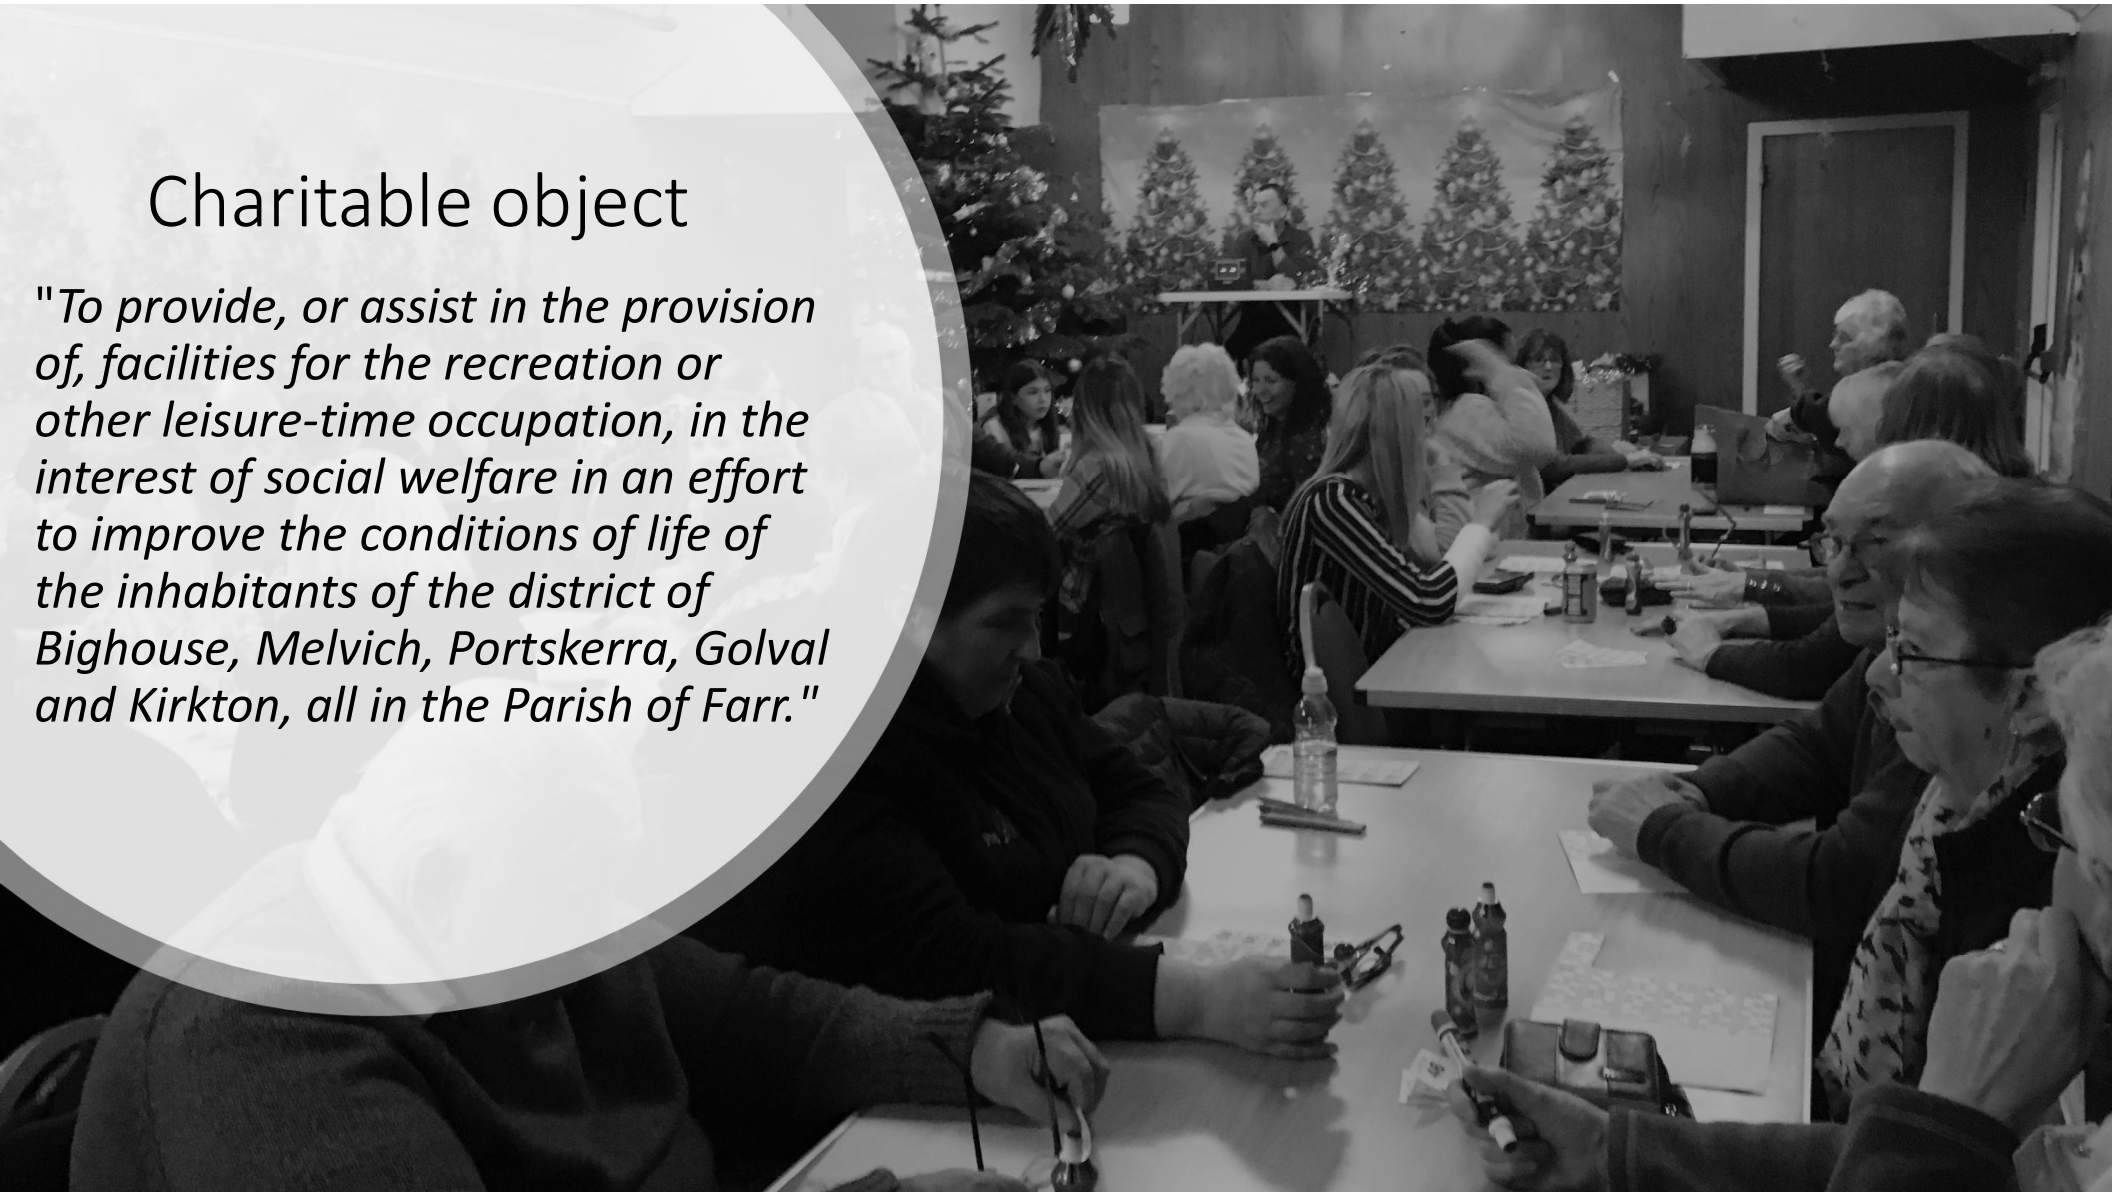 Charitable object
"To provide, or assist in the provision
of, facilities for the recreation or
other leisure-time occupation, in the
interest of social welfare in an effort
to improve the conditions of life of
the inhabitants of the district of
Bighouse, Melvich, Portskerra, Golval
and Kirkton, all in the Parish of Farr."